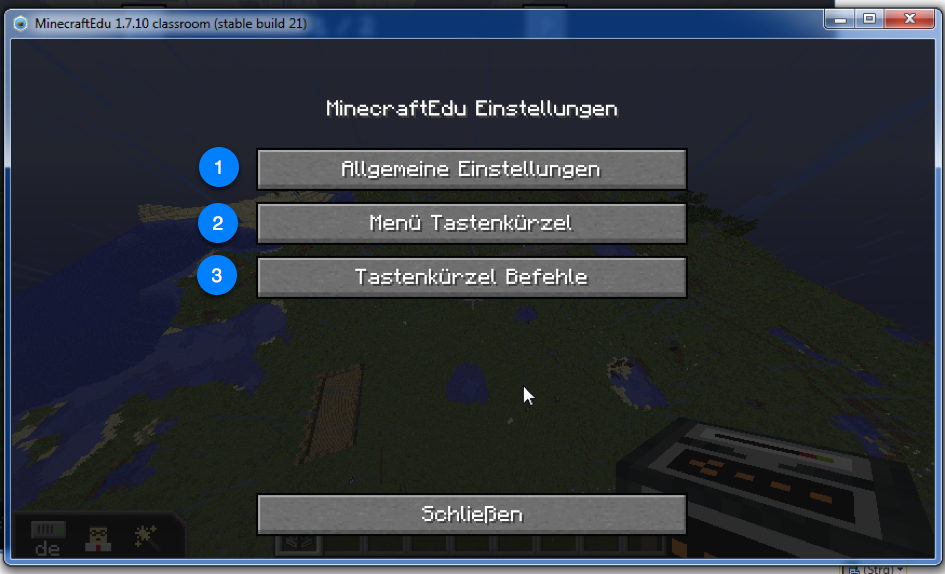 MinecraftEdu 1.7.10 classroom (stable build 21)
MinecraftEdu Einstellungen
1 Allgemeine Einstellungen
2 Menü Tastenkürzel
3 Tastenkürzel Befehle
Schließen
de
(Strg)